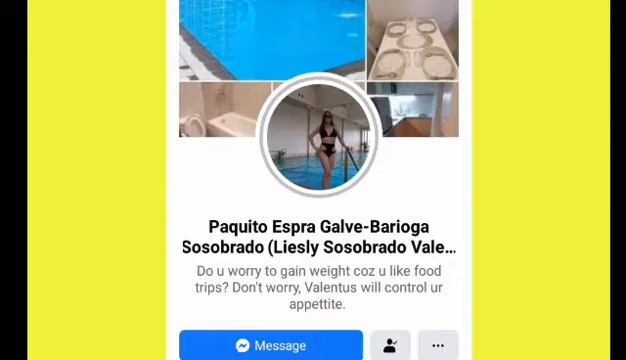 Paquito Espra Galve-Barioga
Sosobrado (Liesly Sosobrado Vale...
Do u worry to gain weight coz u like food
trips? Don't worry, Valentus will control ur
appettite.
Message